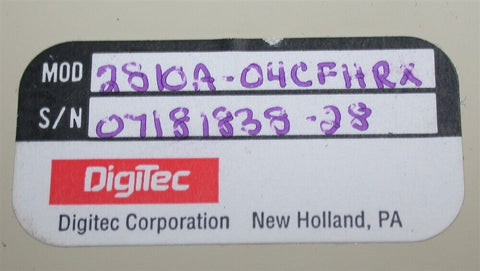 MOD 2810A-04CFHRX
S/N 07181838-28
DigiTec
Digitec Corporation New Holland, PA